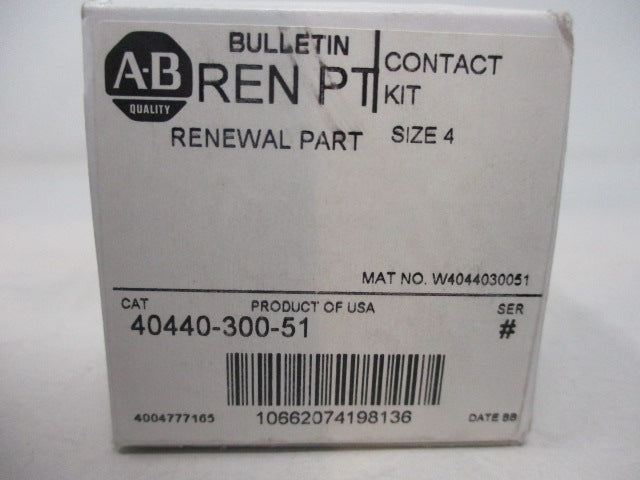 A-B
QUALITY
BULLETIN
REN PT
CONTACT
KIT
RENEWAL PART
SIZE 4
MAT NO. W4044030051
CAT
PRODUCT OF USA
SER
40440-300-51
#
4004777165
10662074198136
DATE BB